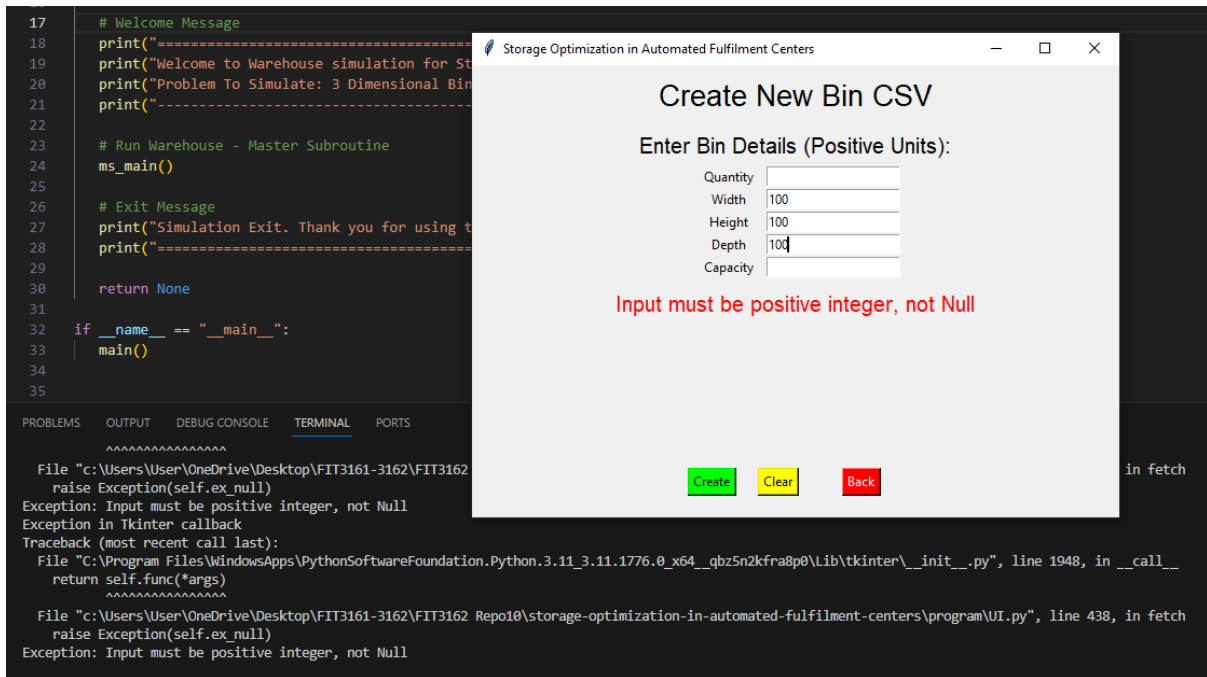 17 # Welcome Message
18 print("======================================
19 print("Welcome to Warehouse simulation for St
20 print("Problem To Simulate: 3 Dimensional Bin
21 print("--------------------------------------
22
23 # Run Warehouse - Master Subroutine
24 ms_main()
25
26 # Exit Message
27 print("Simulation Exit. Thank you for using t
28 print("======================================
29
30 return None
31
32 if __name__ == "__main__":
33 main()
34
35
Storage Optimization in Automated Fulfilment Centers
Create New Bin CSV
Enter Bin Details (Positive Units):
Quantity
Width 100
Height 100
Depth 100
Capacity
Input must be positive integer, not Null
Create Clear Back
PROBLEMS OUTPUT DEBUG CONSOLE TERMINAL PORTS
^^^^^^^^^^^^^^^^
File "c:\Users\User\OneDrive\Desktop\FIT3161-3162\FIT3162 in fetch
raise Exception(self.ex_null)
Exception: Input must be positive integer, not Null
Exception in Tkinter callback
Traceback (most recent call last):
File "C:\Program Files\WindowsApps\PythonSoftwareFoundation.Python.3.11_3.11.1776.0_x64__qbz5n2kfra8p0\Lib\tkinter\__init__.py", line 1948, in __call__
return self.func(*args)
^^^^^^^^^^^^^^^^
File "c:\Users\User\OneDrive\Desktop\FIT3161-3162\FIT3162 Repo10\storage-optimization-in-automated-fulfilment-centers\program\UI.py", line 438, in fetch
raise Exception(self.ex_null)
Exception: Input must be positive integer, not Null